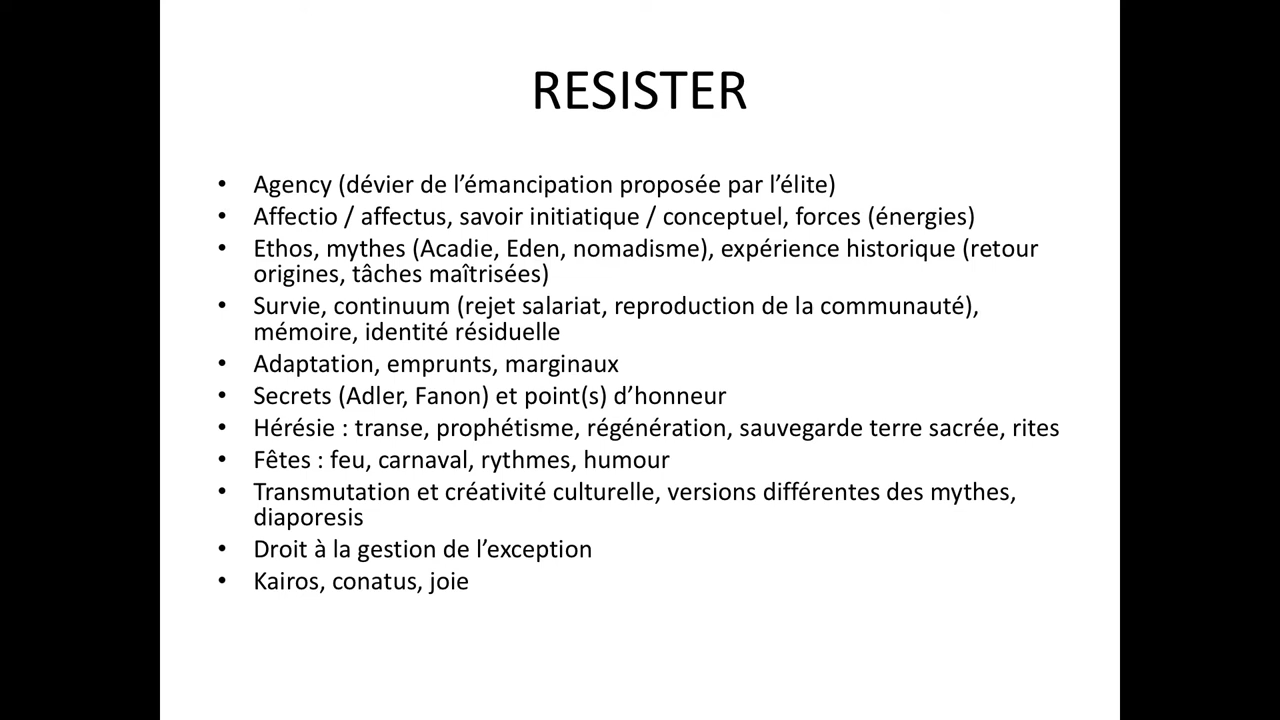 RESISTER
• Agency (dévier de l’émancipation proposée par l’élite)
• Affectio / affectus, savoir initiatique / conceptuel, forces (énergies)
• Ethos, mythes (Acadie, Eden, nomadisme), expérience historique (retour
origines, tâches maîtrisées)
• Survie, continuum (rejet salariat, reproduction de la communauté),
mémoire, identité résiduelle
• Adaptation, emprunts, marginaux
• Secrets (Adler, Fanon) et point(s) d’honneur
• Hérésie : transe, prophétisme, régénération, sauvegarde terre sacrée, rites
• Fêtes : feu, carnaval, rythmes, humour
• Transmutation et créativité culturelle, versions différentes des mythes,
diaporesis
• Droit à la gestion de l’exception
• Kairos, conatus, joie